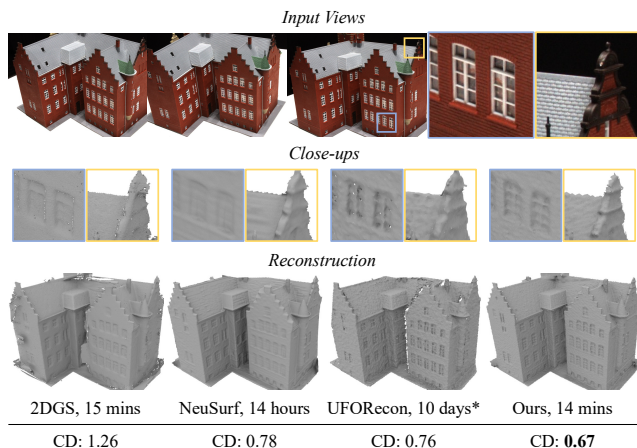 Input Views
Close-ups
Reconstruction
2DGS, 15 mins NeuSurf, 14 hours UFORecon, 10 days* Ours, 14 mins
CD: 1.26 CD: 0.78 CD: 0.76 CD: 0.67